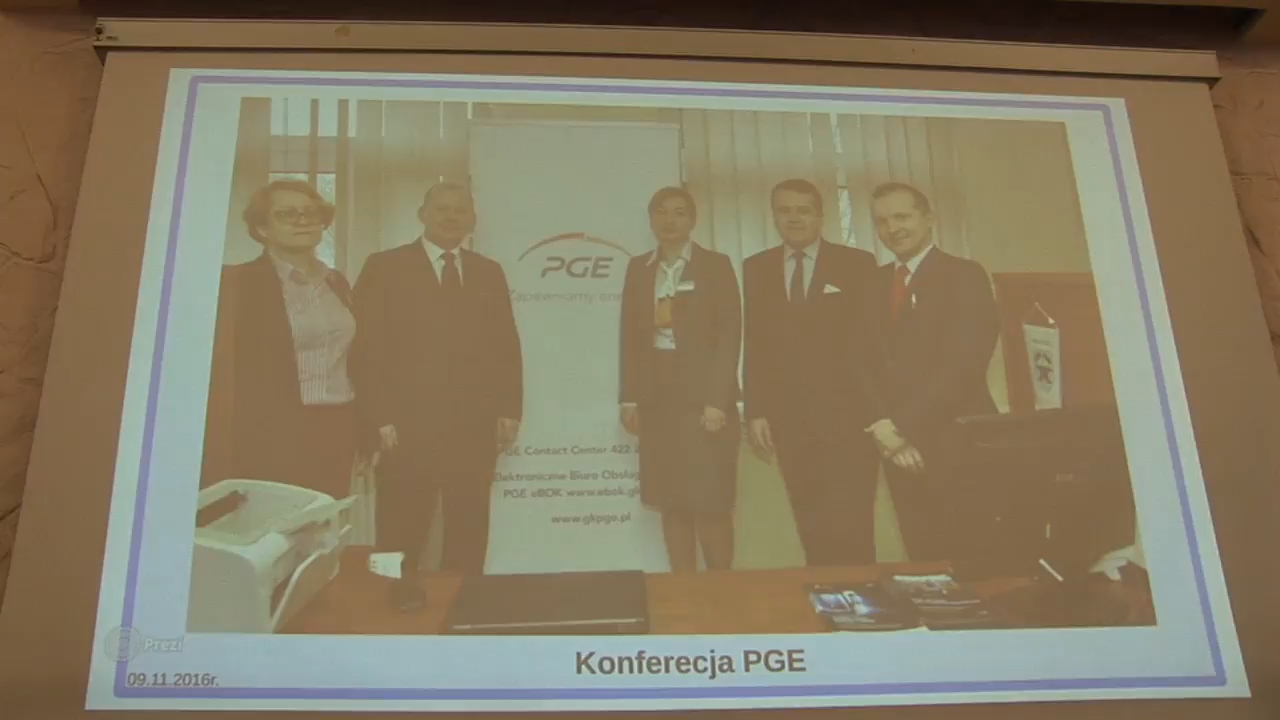 PGE
Zapewniamy
PGE Contact Center 422
Elektroniczne Biuro
PGE eBOK www.ebok.
www.gkpge.pl
Prezi
Konferecja PGE
09.11.2016r.